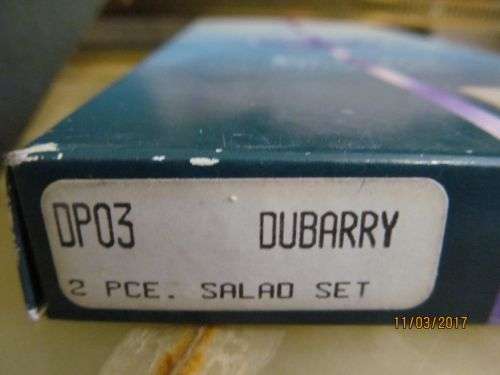 DP03 DUBARRY
2 PCE. SALAD SET
11/03/2017